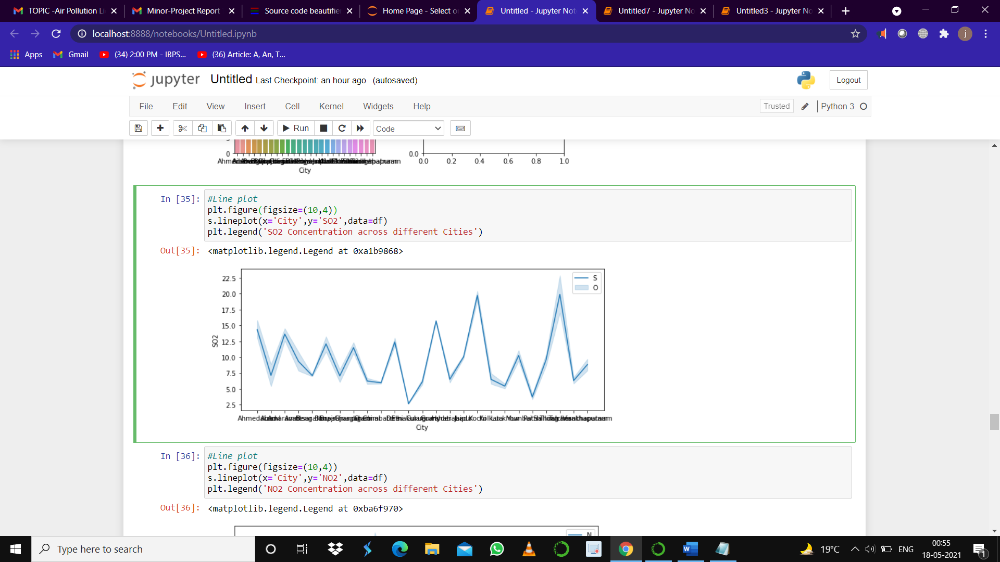 TOPIC -Air Pollution Li
Minor-Project Report
Source code beautifie
Home Page - Select o
Untitled - Jupyter Not
Untitled7 - Jupyter No
Untitled3 - Jupyter No
localhost:8888/notebooks/Untitled.ipynb
j
Apps
Gmail
(34) 2:00 PM - IBPS...
(36) Article: A, An, T...
jupyter
Untitled Last Checkpoint: an hour ago (autosaved)
Logout
File Edit View Insert Cell Kernel Widgets Help
Trusted
Python 3
Run
Code
0
City
0.0
0.0 0.2 0.4 0.6 0.8 1.0
In [35]:
#Line plot
plt.figure(figsize=(10,4))
s.lineplot(x='City',y='SO2',data=df)
plt.legend('SO2 Concentration across different Cities')
Out[35]: <matplotlib.legend.Legend at 0xa1b9868>
22.5
20.0
17.5
15.0
12.5
10.0
7.5
5.0
2.5
SO2
S
O
City
In [36]:
#Line plot
plt.figure(figsize=(10,4))
s.lineplot(x='City',y='NO2',data=df)
plt.legend('NO2 Concentration across different Cities')
Out[36]: <matplotlib.legend.Legend at 0xba6f970>
N
Type here to search
19°C
ENG
00:55
18-05-2021
1